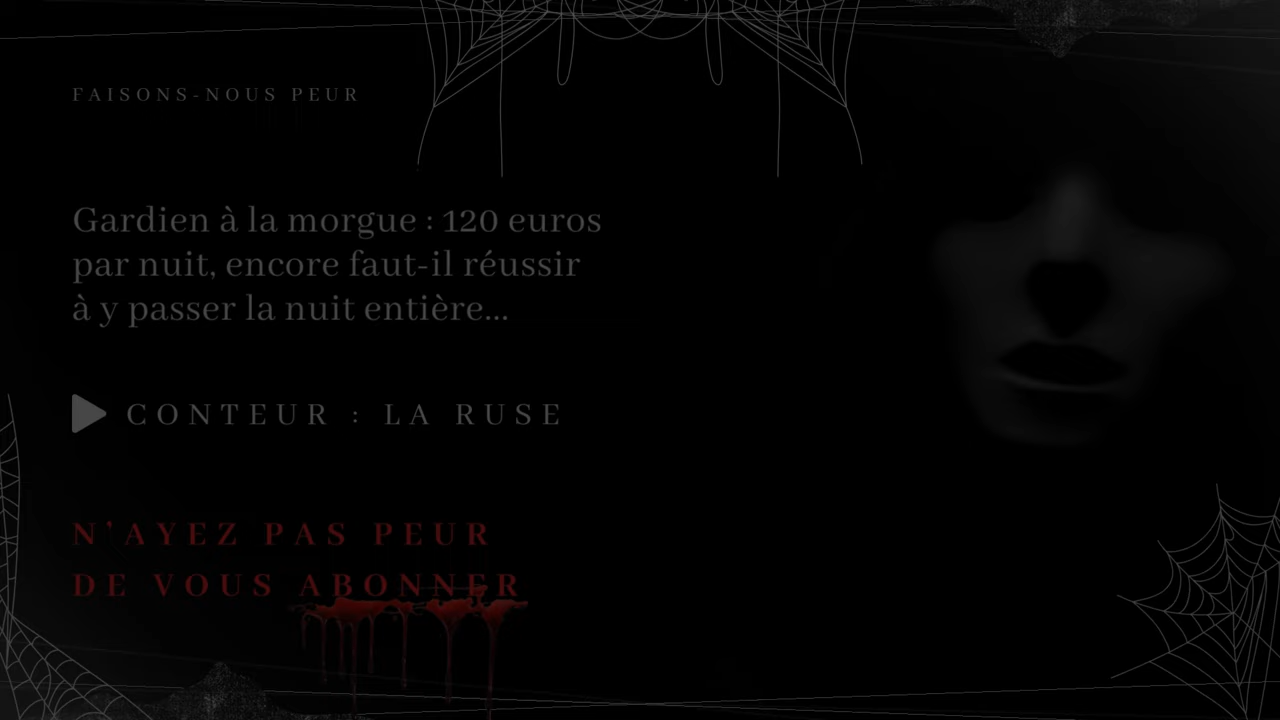 FAISONS-NOUS PEUR
Gardien à la morgue : 120 euros
par nuit, encore faut-il réussir
à y passer la nuit entière...
CONTEUR : LA RUSE
N'AYEZ PAS PEUR
DE VOUS ABONNER